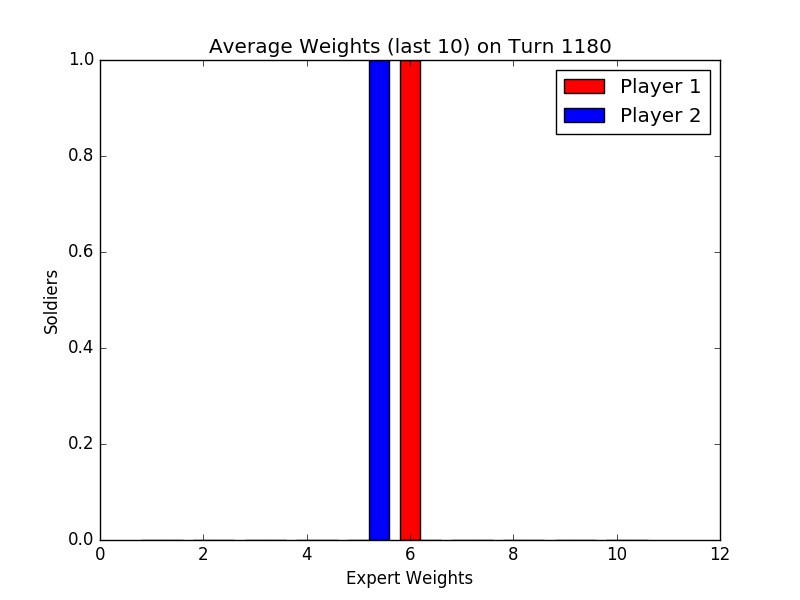 Average Weights (last 10) on Turn 1180
1.0
0.8
0.6
0.4
0.2
0.0
Soldiers
Player 1
Player 2
0 2 4 6 8 10 12
Expert Weights